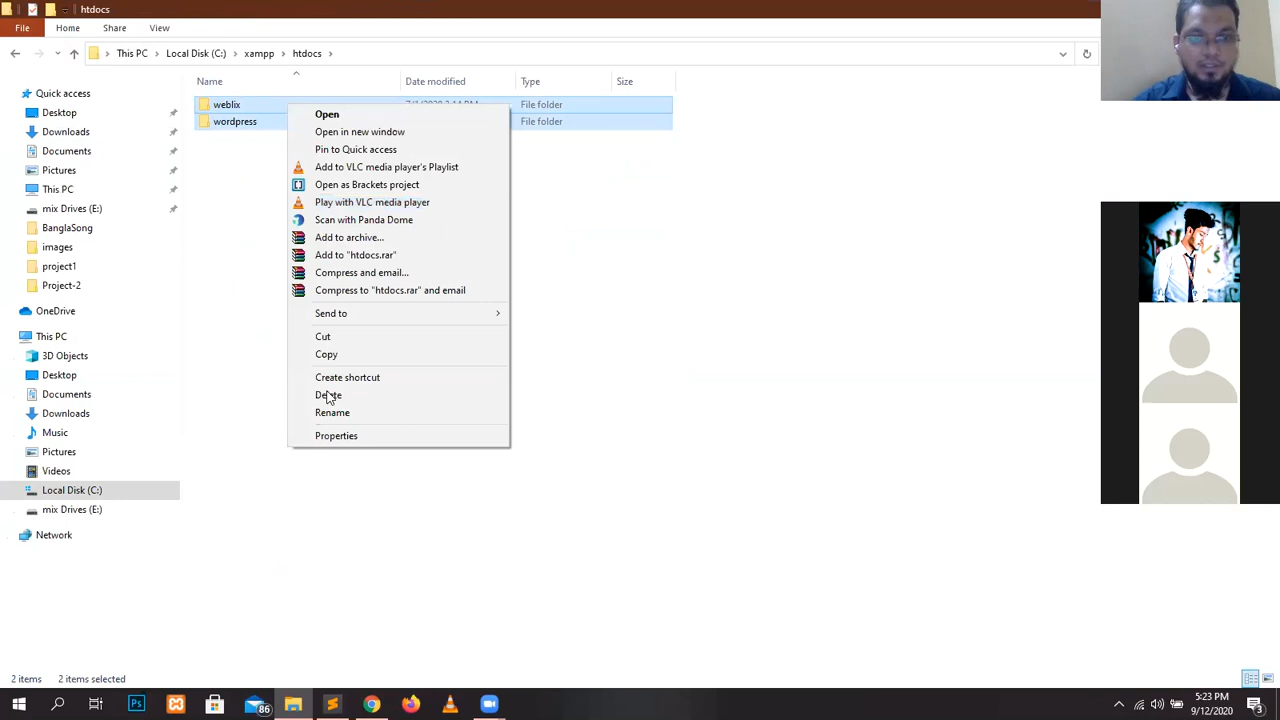 htdocs
File Home Share View
This PC Local Disk (C:) xampp htdocs
Name Date modified Type Size
Quick access
Desktop
Downloads
Documents
Pictures
This PC
mix Drives (E:)
BanglaSong
images
project1
Project-2
OneDrive
This PC
3D Objects
Desktop
Documents
Downloads
Music
Pictures
Videos
Local Disk (C:)
mix Drives (E:)
Network
weblix File folder
wordpress File folder
Open
Open in new window
Pin to Quick access
Add to VLC media player's Playlist
Open as Brackets project
Play with VLC media player
Scan with Panda Dome
Add to archive...
Add to "htdocs.rar"
Compress and email...
Compress to "htdocs.rar" and email
Send to
Cut
Copy
Create shortcut
Delete
Rename
Properties
2 items 2 items selected
Ps
86
5:23 PM
9/12/2020
3